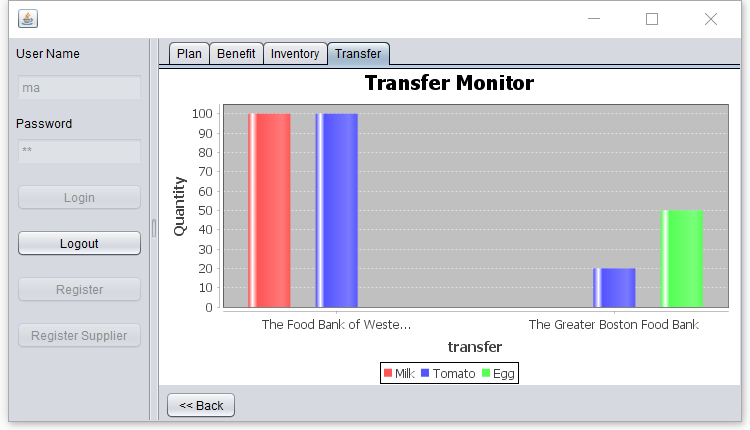 User Name
ma
Password
**
Login
Logout
Register
Register Supplier
Plan Benefit Inventory Transfer
Transfer Monitor
Quantity
100
90
80
70
60
50
40
30
20
10
0
The Food Bank of Weste... The Greater Boston Food Bank
transfer
Milk Tomato Egg
<< Back